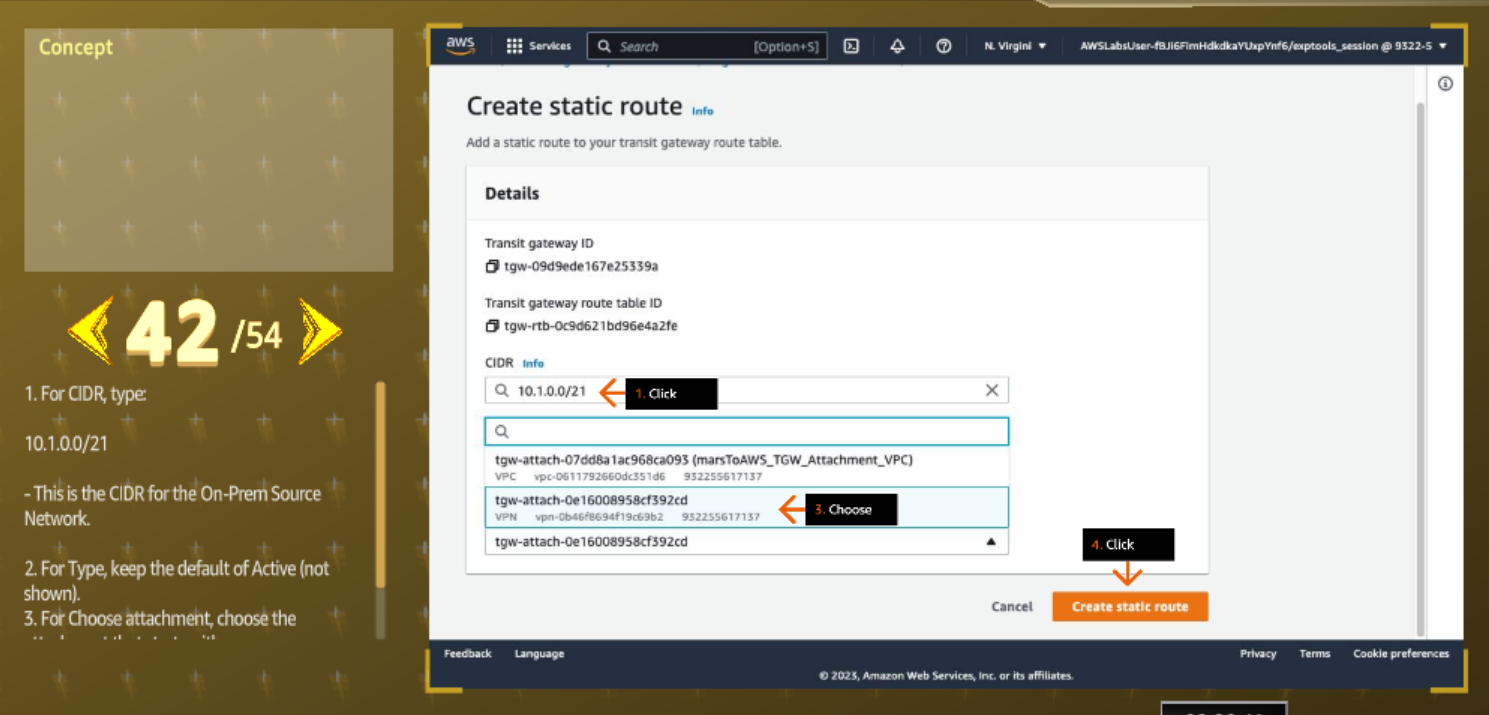 Concept
42 /54
1. For CIDR, type:
10.1.0.0/21
- This is the CIDR for the On-Prem Source
Network.
2. For Type, keep the default of Active (not
shown).
3. For Choose attachment, choose the
aws Services Search [Option+S] N. Virgini AWSLabsUser-fBJi6FimHdkdkaYUxpYnf6/exptools_session @ 9322-5
Create static route Info
Add a static route to your transit gateway route table.
Details
Transit gateway ID
tgw-09d9ede167e25339a
Transit gateway route table ID
tgw-rtb-0c9d621bd96e4a2fe
CIDR Info
10.1.0.0/21
1. Click
tgw-attach-07dd8a1ac968ca093 (marsToAWS_TGW_Attachment_VPC)
VPC vpc-0611792660dc351d6 932255617137
tgw-attach-0e16008958cf392cd
VPN vpn-0b46f8694f19c69b2 932255617137
3. Choose
tgw-attach-0e16008958cf392cd
4. Click
Cancel Create static route
Feedback Language Privacy Terms Cookie preferences
© 2023, Amazon Web Services, Inc. or its affiliates.